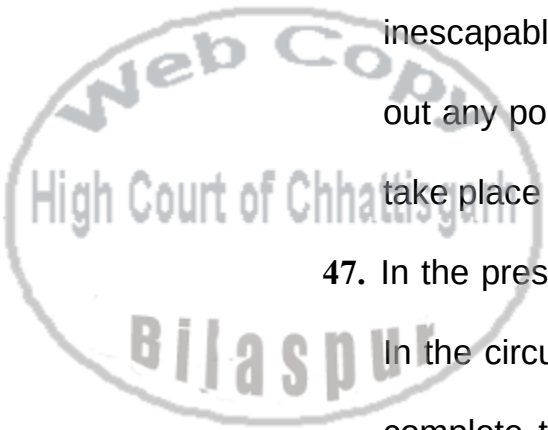 inescapabl
out any po
take place
47. In the pres
In the circu
complete t
Web Copy
High Court of Chhattisgarh
Bilaspur